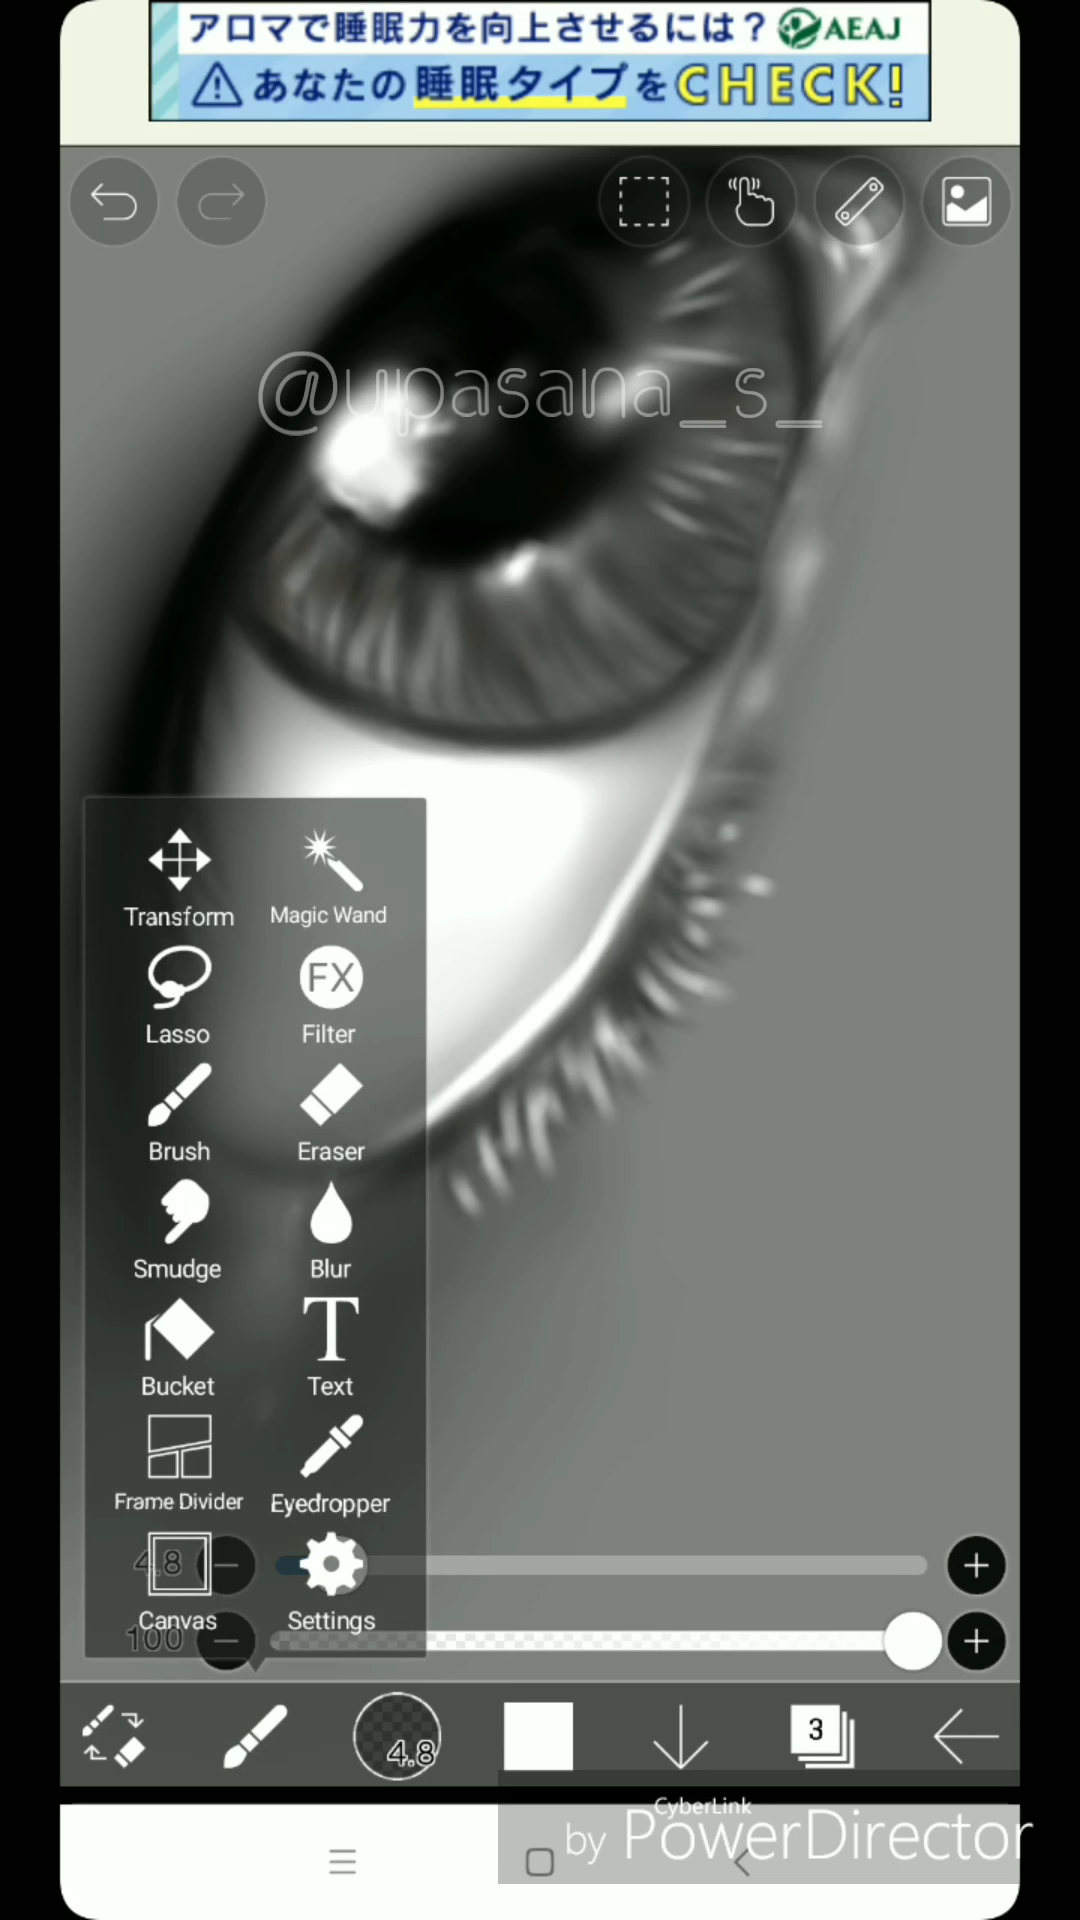 アロマで睡眠力を向上させるには？ AEAJ
あなたの睡眠タイプをCHECK!
@upasana_s_
Transform Magic Wand
Lasso Filter
FX
Brush Eraser
Smudge Blur
Bucket Text
Frame Divider Eyedropper
4.8
Canvas Settings
100
4.8
3
CyberLink
by PowerDirector